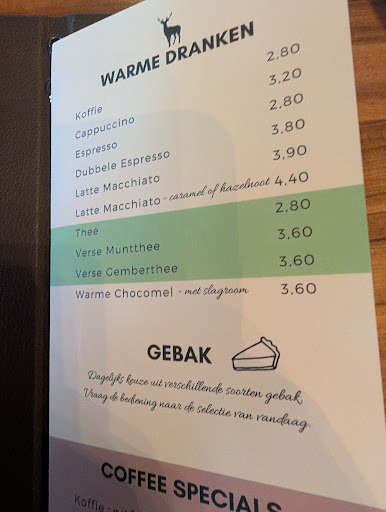 WARME DRANKEN
Koffie 2,80
Cappuccino 3,20
Espresso 2,80
Dubbele Espresso 3,80
Latte Macchiato 3,90
Latte Macchiato - caramel of hazelnoot 4,40
Thee 2,80
Verse Muntthee 3,60
Verse Gemberthee 3,60
Warme Chocomel - met slagroom 3,60
GEBAK
Dagelijks keuze uit verschillende soorten gebak,
Vraag de bediening naar de selectie van vandaag.
COFFEE SPECIALS
Koffie -